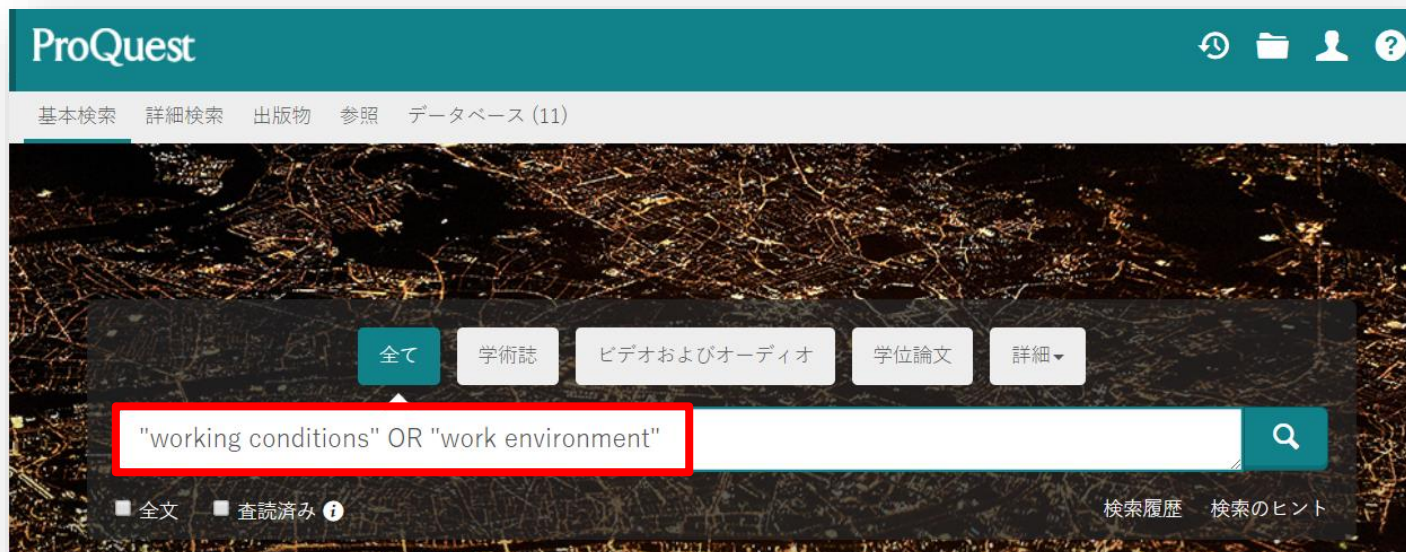 ProQuest
基本検索 詳細検索 出版物 参照 データベース (11)
全て 学術誌 ビデオおよびオーディオ 学位論文 詳細
"working conditions" OR "work environment"
全文 査読済み 検索履歴 検索のヒント